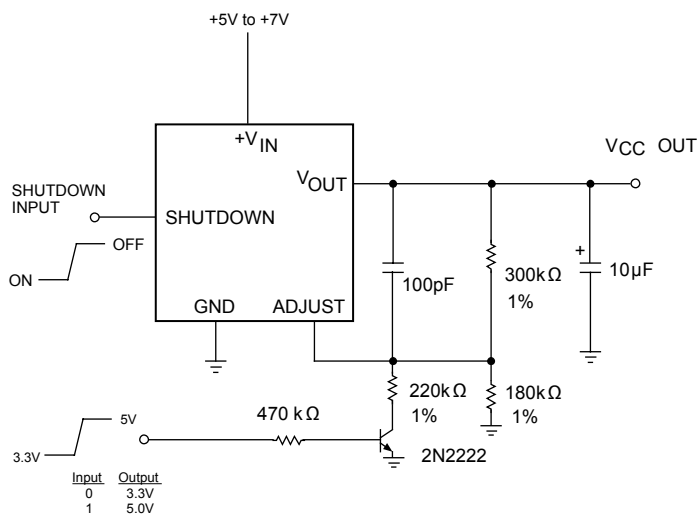 +5V to +7V
+VIN
VCC OUT
VOUT
SHUTDOWN
INPUT
SHUTDOWN
OFF
ON
100pF
300kΩ
1%
+
10µF
GND
ADJUST
220kΩ
1%
180kΩ
1%
470 kΩ
5V
3.3V
2N2222
Input Output
0 3.3V
1 5.0V